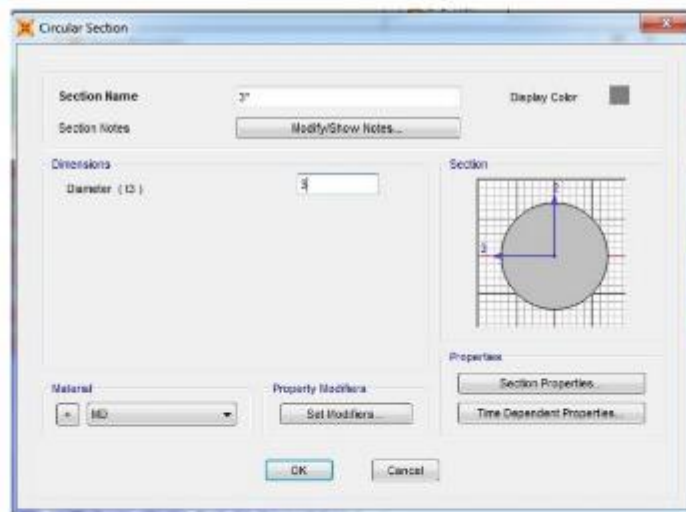 Circular Section
Section Name 3" Display Color
Section Notes Modify/Show Notes...
Dimensions
Diameter ( t3 ) 3
Section
2
3
Properties
Section Properties...
Time Dependent Properties...
Material
+ MD
Property Modifiers
Set Modifiers...
OK Cancel